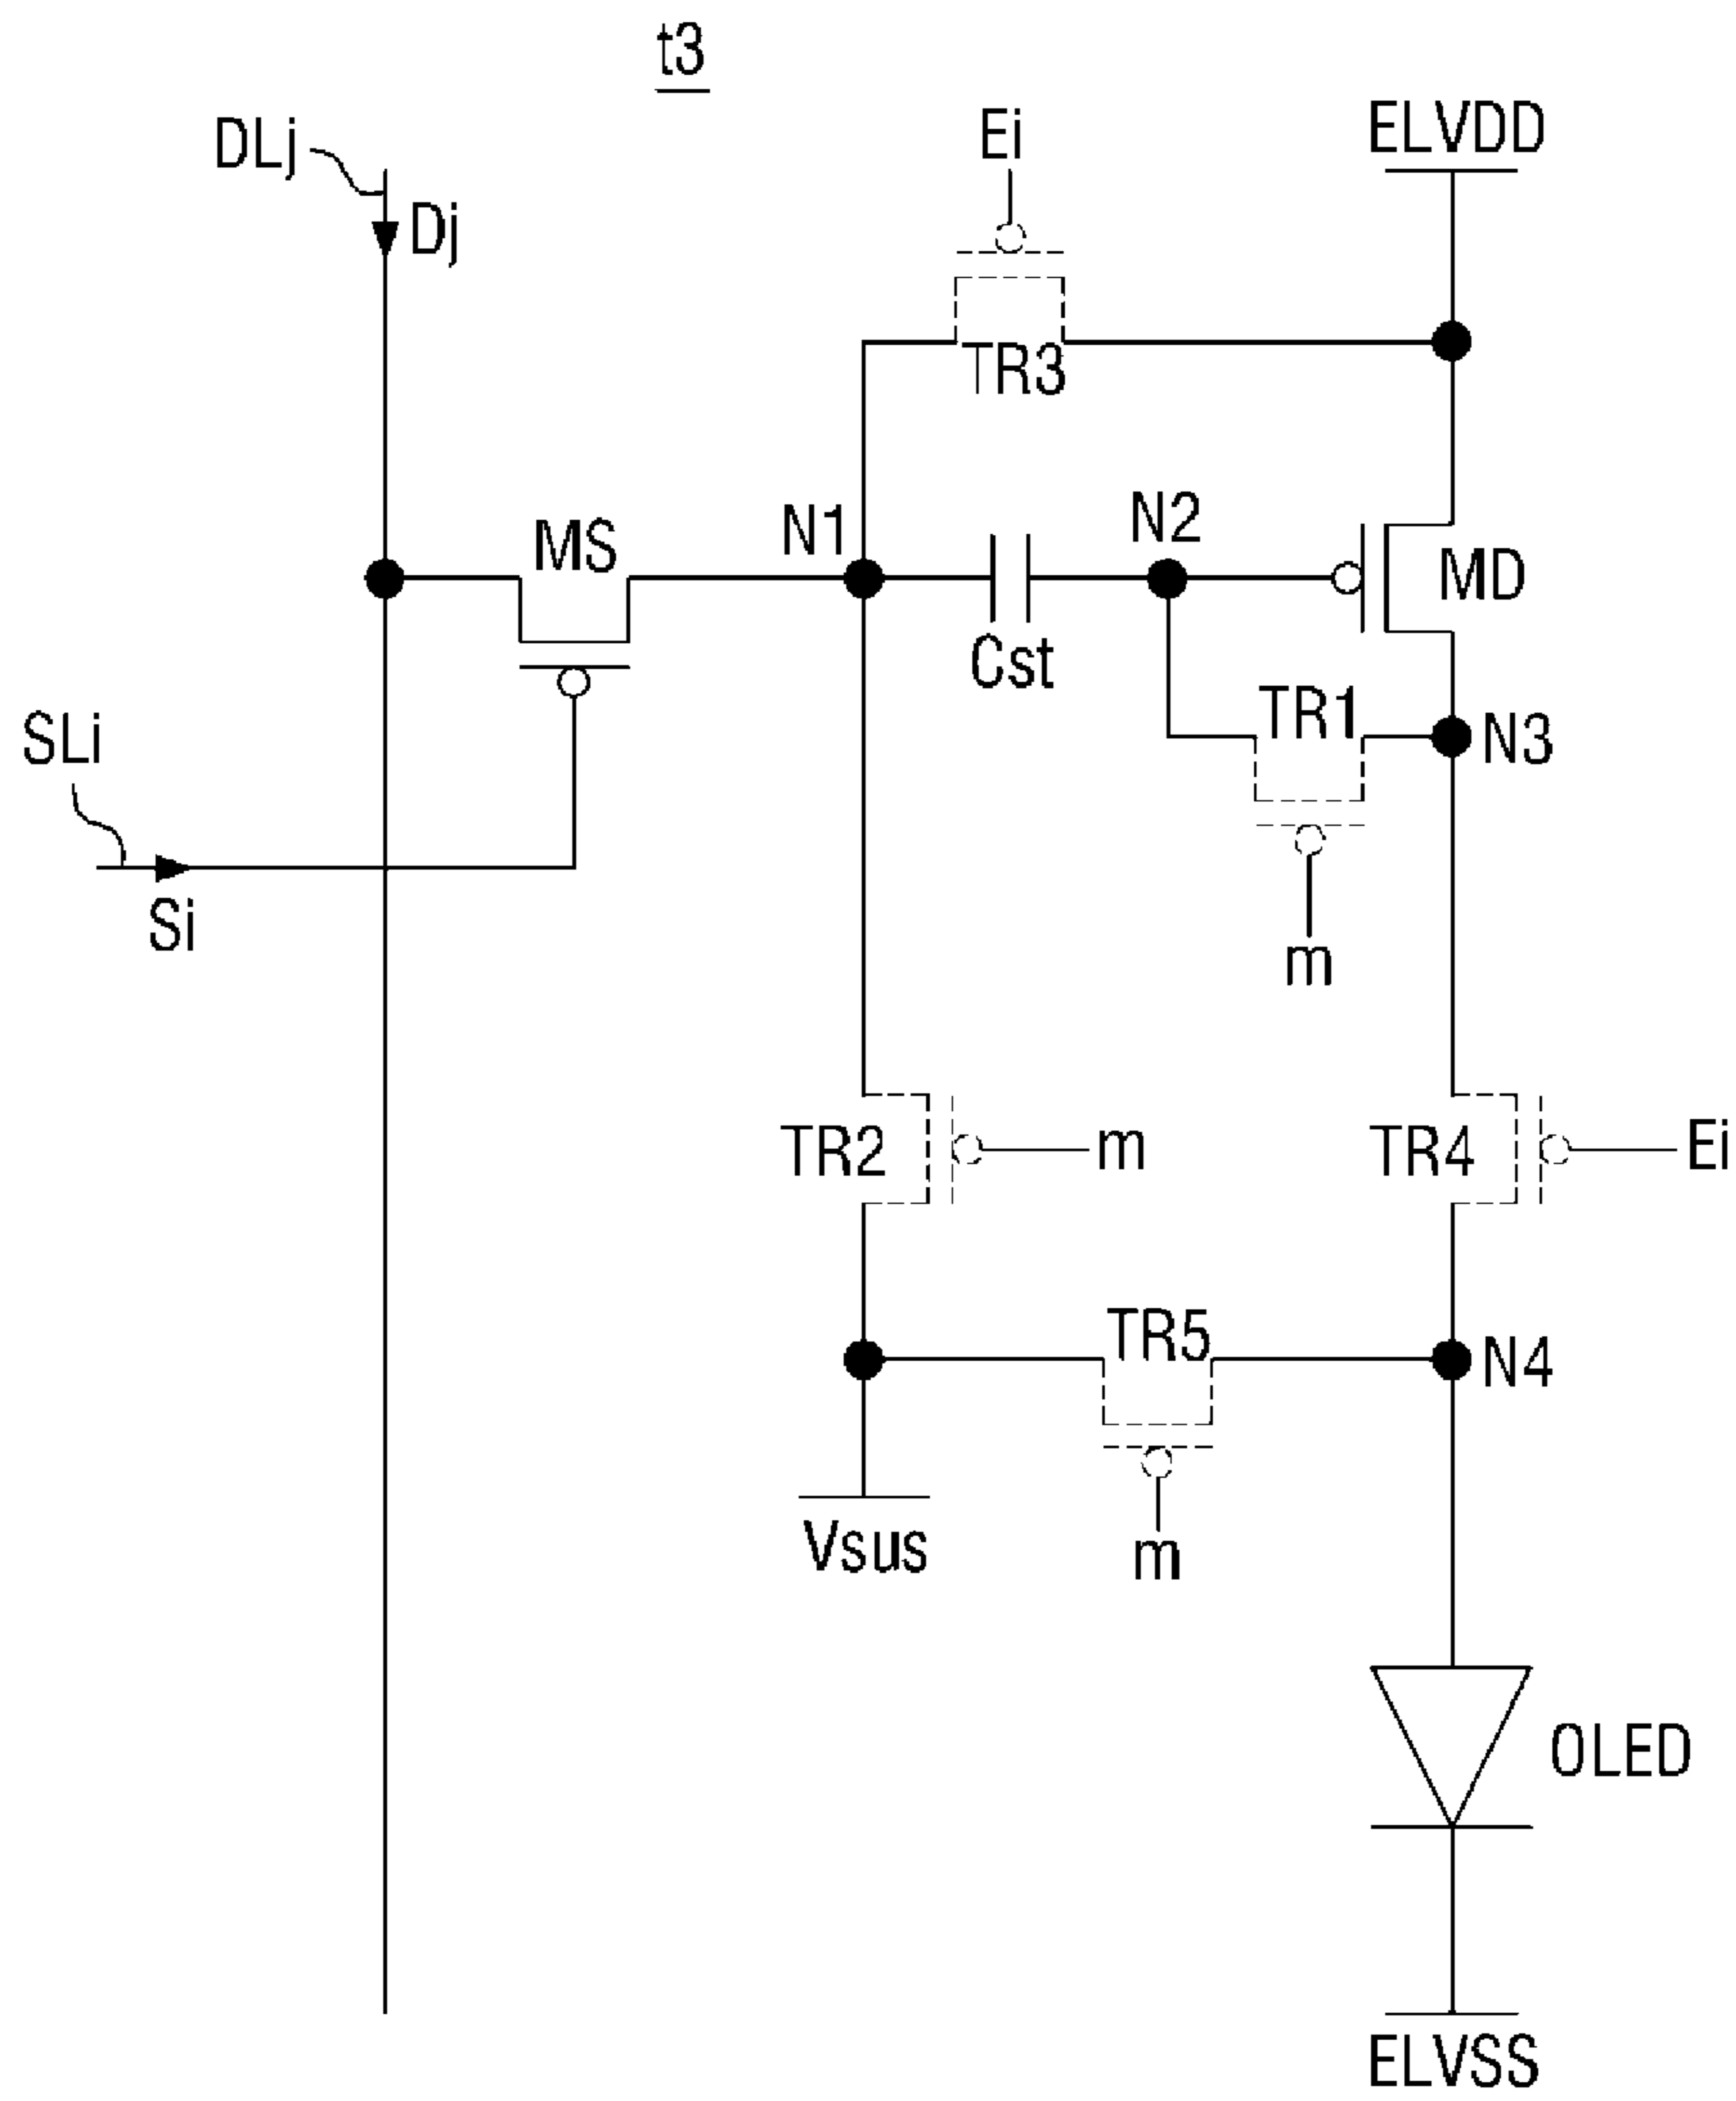 t3
DLj
Dj
Ei
ELVDD
TR3
MS
N1
N2
MD
Cst
TR1
N3
SLi
Si
m
TR2
m
TR4
Ei
TR5
N4
Vsus
m
OLED
ELVSS